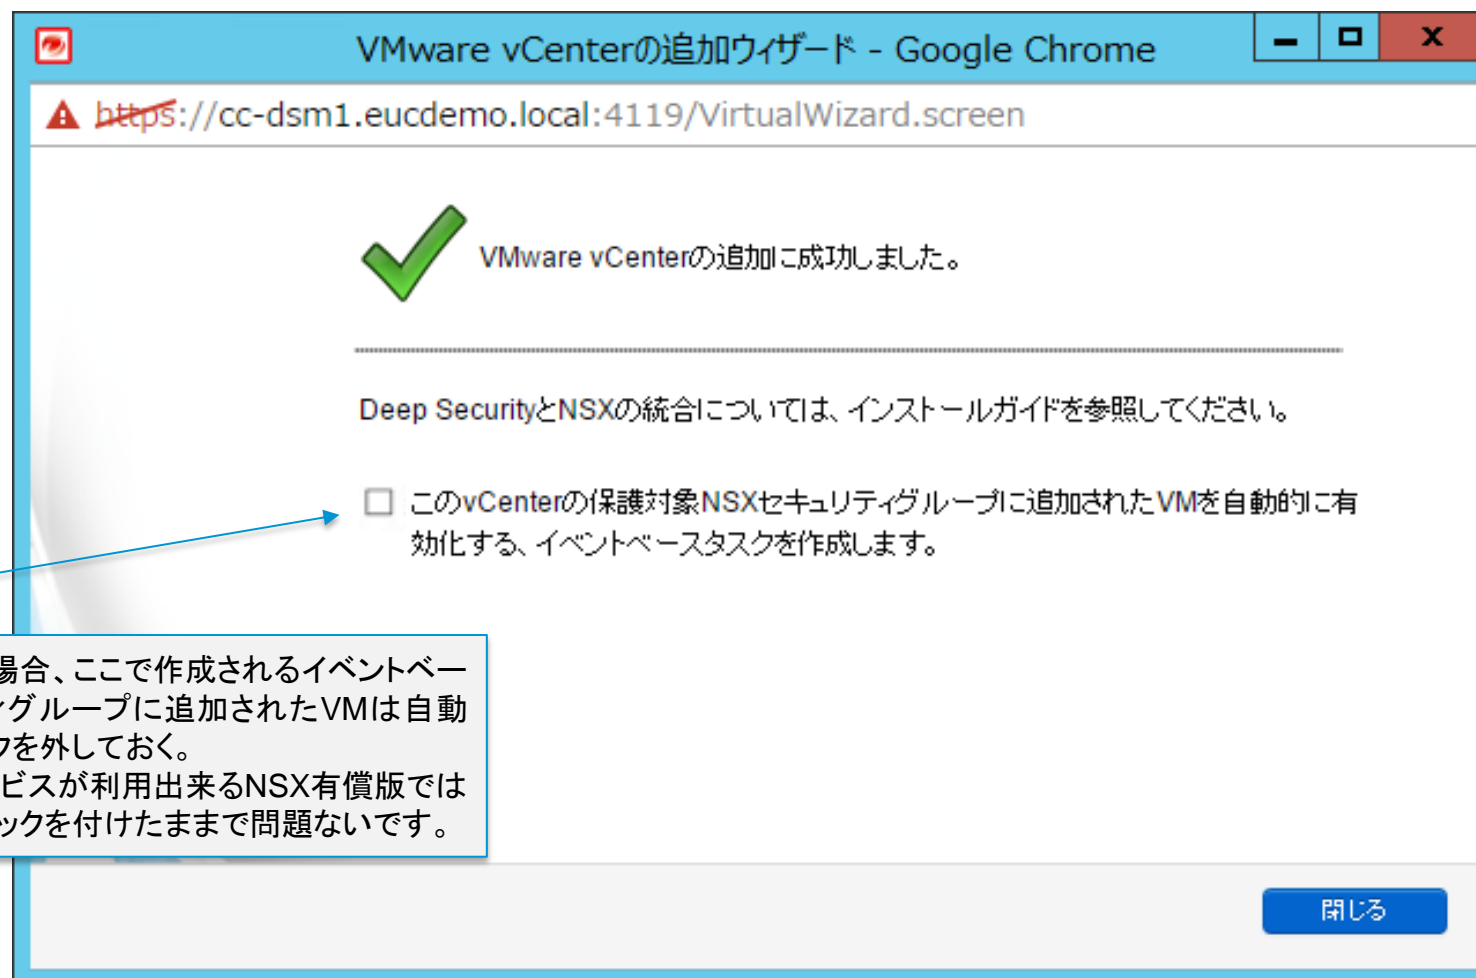 VMware vCenterの追加ウィザード - Google Chrome
https://cc-dsm1.eucdemo.local:4119/VirtualWizard.screen
VMware vCenterの追加に成功しました。
Deep SecurityとNSXの統合については、インストールガイドを参照してください。
このvCenterの保護対象NSXセキュリティグループに追加されたVMを自動的に有
効化する、イベントベースタスクを作成します。
場合、ここで作成されるイベントベー
グループに追加されたVMは自動
を外しておく。
ビスが利用出来るNSX有償版では
ックを付けたままで問題ないです。
閉じる